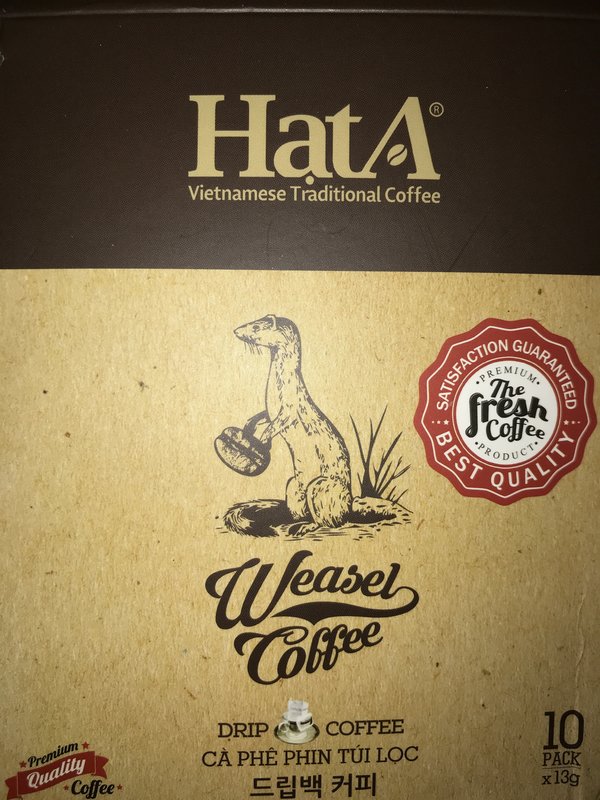 HạtA®
Vietnamese Traditional Coffee
SATISFACTION GUARANTEED
PREMIUM
The
fresh
Coffee
PRODUCT
BEST QUALITY
Weasel
Coffee
DRIP COFFEE
CÀ PHÊ PHIN TÚI LỌC
드립백 커피
10
PACK
x 13g
Premium
Quality
Coffee